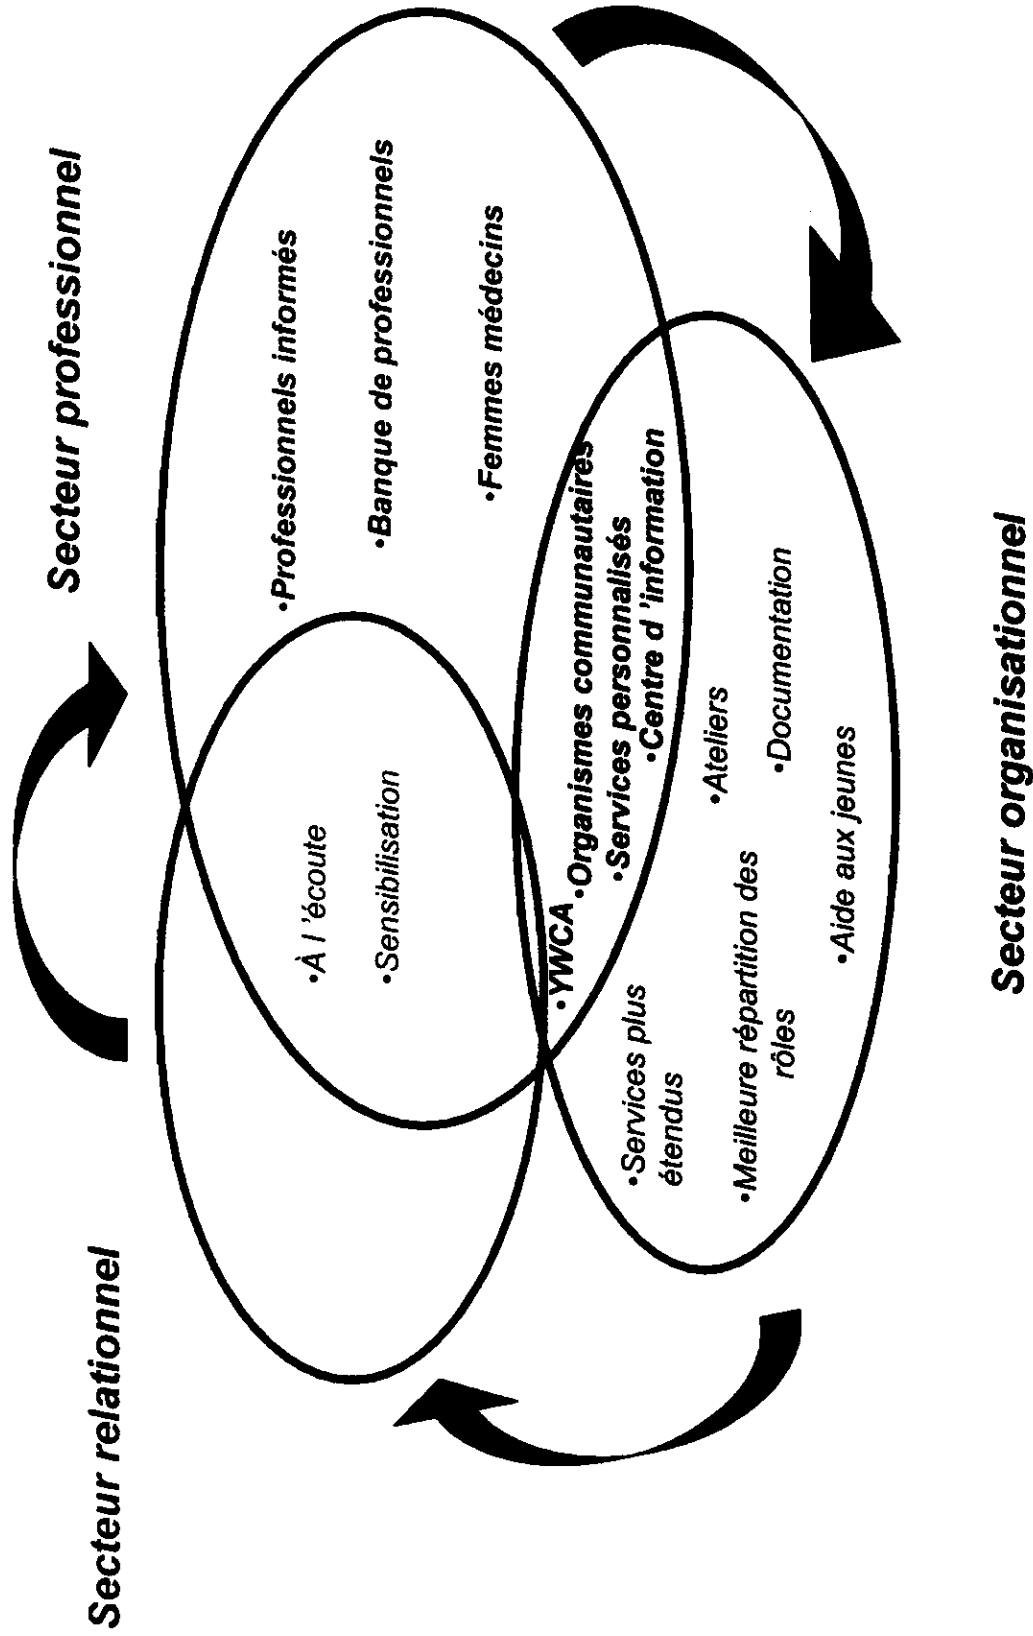 Secteur relationnel
Secteur professionnel
•À l 'écoute
•Sensibilisation
•Professionnels informés
•Banque de professionnels
•Femmes médecins
•YWCA
•Organismes communautaires
•Services personnalisés
•Centre d 'information
•Services plus
étendus
•Ateliers
•Meilleure répartition des
rôles
•Documentation
•Aide aux jeunes
Secteur organisationnel